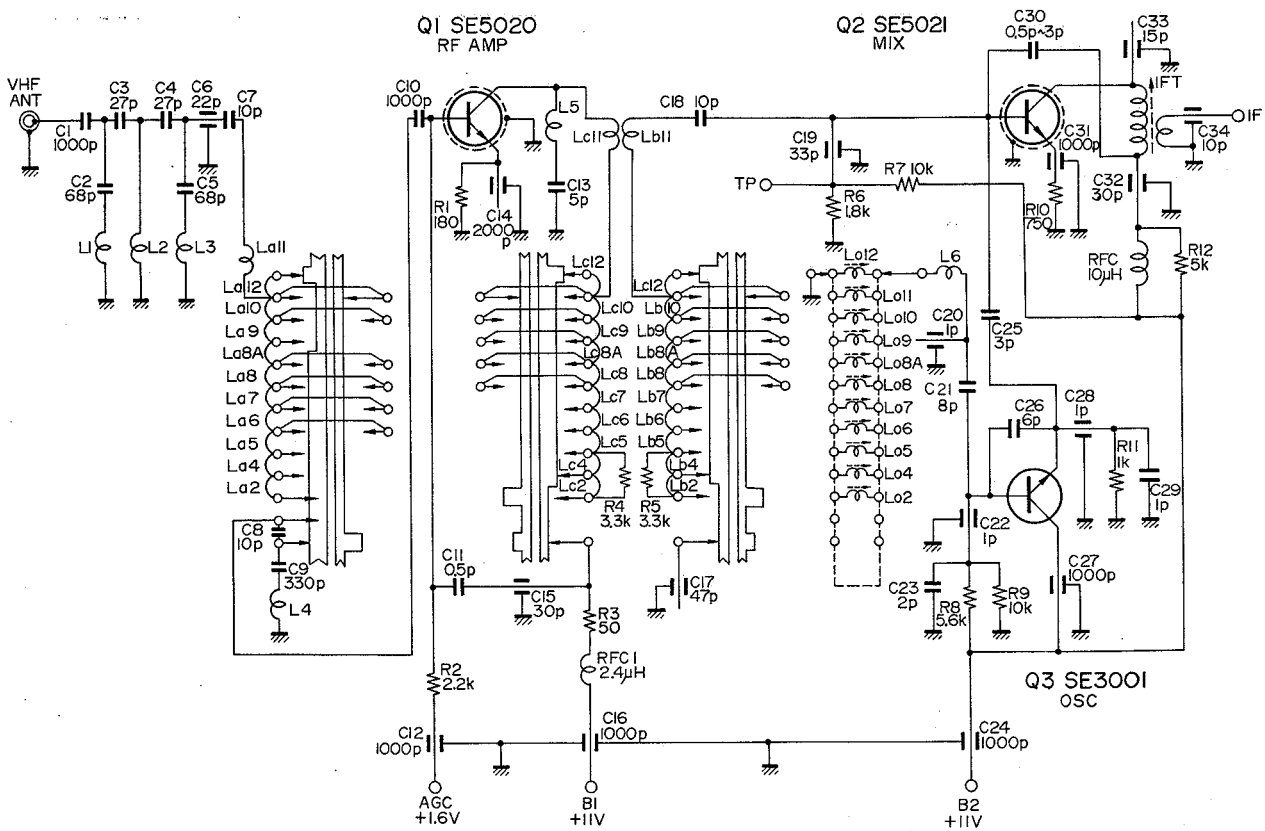 Q1 SE5020
RF AMP
Q2 SE5021
MIX
C30
0.5p~3p
C33
15p
VHF
ANT
C3
27p
C4
27p
C6
22p
C7
10p
C10
1000p
L5
C18 10p
IFT
IF
C1
1000p
Lc11
Lb11
C19
33p
C31
1000p
C34
10p
C2
68p
C5
68p
R1
180
C13
5p
TP
R7 10k
C32
30p
C14
2000
p
R6
1.8k
R10
750
L1
L2
L3
La11
Lc12
Lc12
Lo12
L6
RFC
10μH
R12
5k
La12
La10
Lc10
Lb10
Lo11
Lo10
C20
1p
C25
3p
La9
Lc9
Lb9
Lo9
La8A
Lc8A
Lb8A
Lo8A
La8
Lc8
Lb8
Lo8
C21
8p
C26
6p
C28
1p
La7
Lc7
Lb7
Lo7
La6
Lc6
Lb6
Lo6
R11
1k
La5
Lc5
Lb5
Lo5
La4
Lc4
Lb4
Lo4
C29
1p
La2
Lc2
Lb2
Lo2
R4
3,3k
R5
3.3k
C8
10p
C22
1p
C9
330p
C11
0.5p
C15
30p
C17
47p
C27
1000p
C23
2p
R8
5.6k
R9
10k
L4
R3
50
R2
2.2k
RFC1
2.4μH
Q3 SE3001
OSC
C12
1000p
C16
1000p
C24
1000p
AGC
+1.6V
B1
+11V
B2
+11V